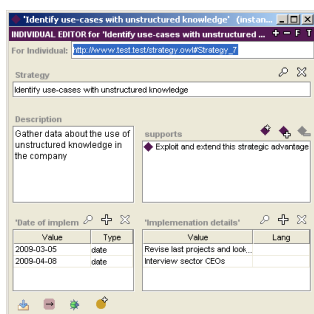 'Identify use-cases with unstructured knowledge' (instan...
INDIVIDUAL EDITOR for 'Identify use-cases with unstructured ... + − F T
For Individual: http://www.test.test/strategy.owl#Strategy_7
Strategy
Identify use-cases with unstructured knowledge
Description
Gather data about the use of
unstructured knowledge in
the company
supports
Exploit and extend this strategic advantage
'Date of implem
Value Type
2009-03-05 date
2009-04-08 date
'Implemenation details'
Value Lang
Revise last projects and look...
Interview sector CEOs